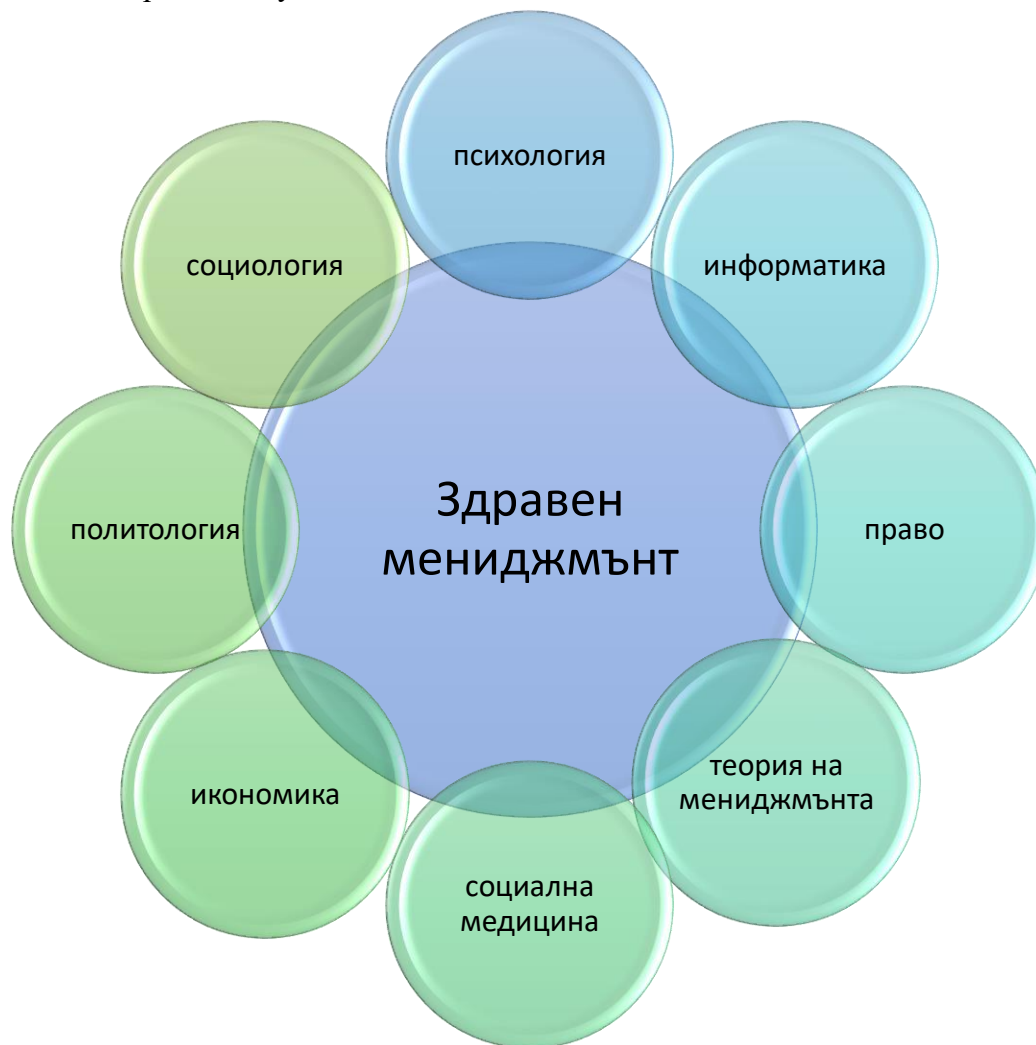 психология
социология
информатика
Здравен
мениджмънт
политология
право
теория на
мениджмънта
икономика
социална
медицина